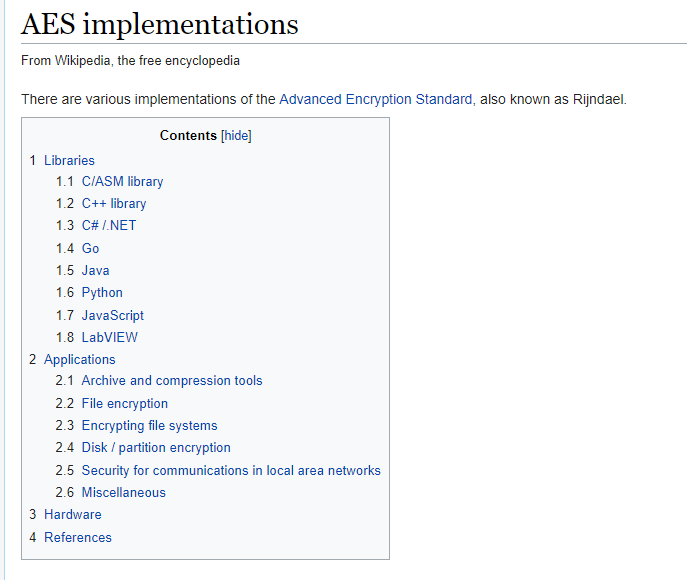 AES implementations
From Wikipedia, the free encyclopedia
There are various implementations of the Advanced Encryption Standard, also known as Rijndael.
Contents [hide]
1 Libraries
1.1 C/ASM library
1.2 C++ library
1.3 C# /.NET
1.4 Go
1.5 Java
1.6 Python
1.7 JavaScript
1.8 LabVIEW
2 Applications
2.1 Archive and compression tools
2.2 File encryption
2.3 Encrypting file systems
2.4 Disk / partition encryption
2.5 Security for communications in local area networks
2.6 Miscellaneous
3 Hardware
4 References